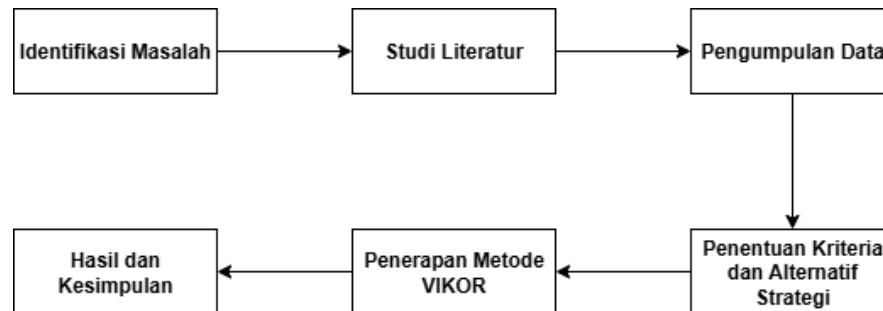 Identifikasi Masalah
Studi Literatur
Pengumpulan Data
Penentuan Kriteria
dan Alternatif
Strategi
Penerapan Metode
VIKOR
Hasil dan
Kesimpulan